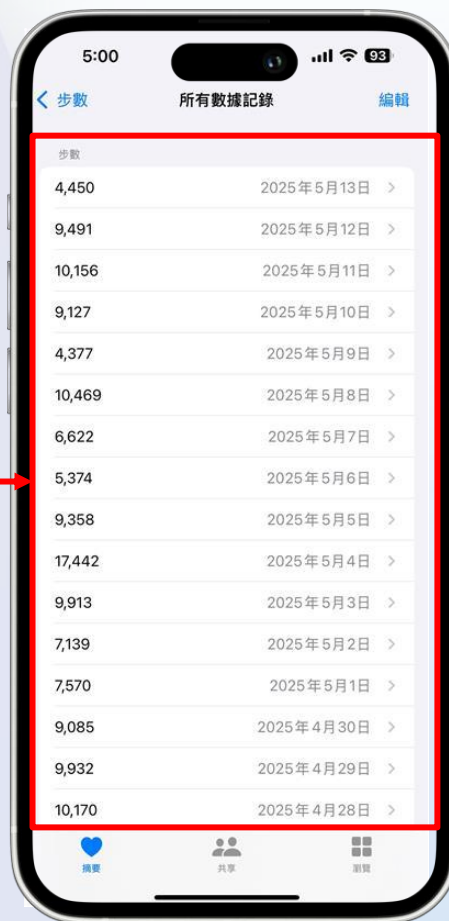 5:00 93
步數 所有數據記錄 編輯
步數
4,450 2025年5月13日
9,491 2025年5月12日
10,156 2025年5月11日
9,127 2025年5月10日
4,377 2025年5月9日
10,469 2025年5月8日
6,622 2025年5月7日
5,374 2025年5月6日
9,358 2025年5月5日
17,442 2025年5月4日
9,913 2025年5月3日
7,139 2025年5月2日
7,570 2025年5月1日
9,085 2025年4月30日
9,932 2025年4月29日
10,170 2025年4月28日
摘要 共享 瀏覽